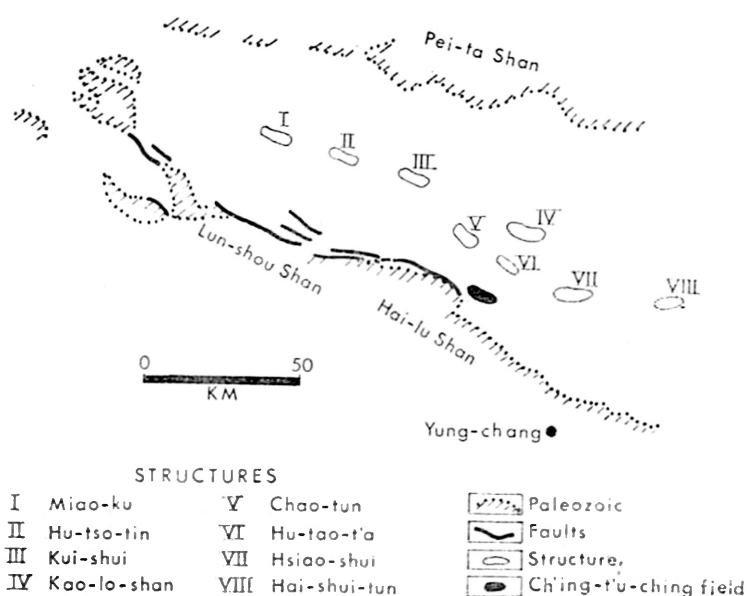 Pei-ta Shan
I
II
III
IV
V
VI
VII
VIII
Lun-shou Shan
Hai-lu Shan
0 50
KM
Yung-chang
STRUCTURES
I Miao-ku
II Hu-tso-tin
III Kui-shui
IV Kao-lo-shan
V Chao-tun
VI Hu-tao-t'a
VII Hsiao-shui
VIII Hai-shui-tun
Paleozoic
Faults
Structure,
Ch'ing-t'u-ching field